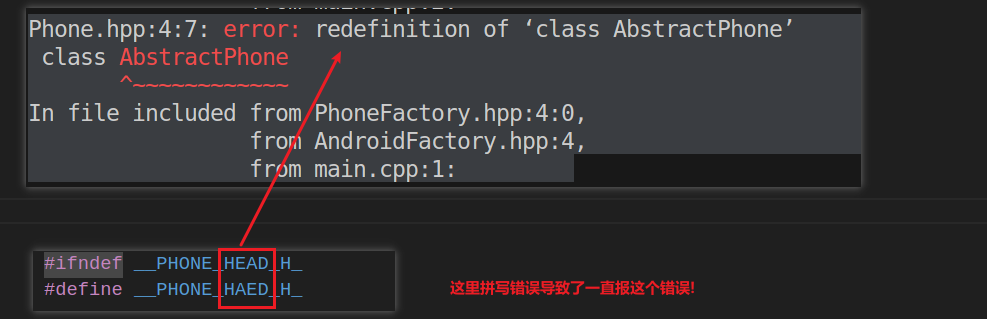 Phone.hpp:4:7: error: redefinition of ‘class AbstractPhone’
class AbstractPhone
^~~~~~~~~~~~~
In file included from PhoneFactory.hpp:4:0,
from AndroidFactory.hpp:4,
from main.cpp:1:
#ifndef __PHONE_HEAD_H_
#define __PHONE_HAED_H_
这里拼写错误导致了一直报这个错误!